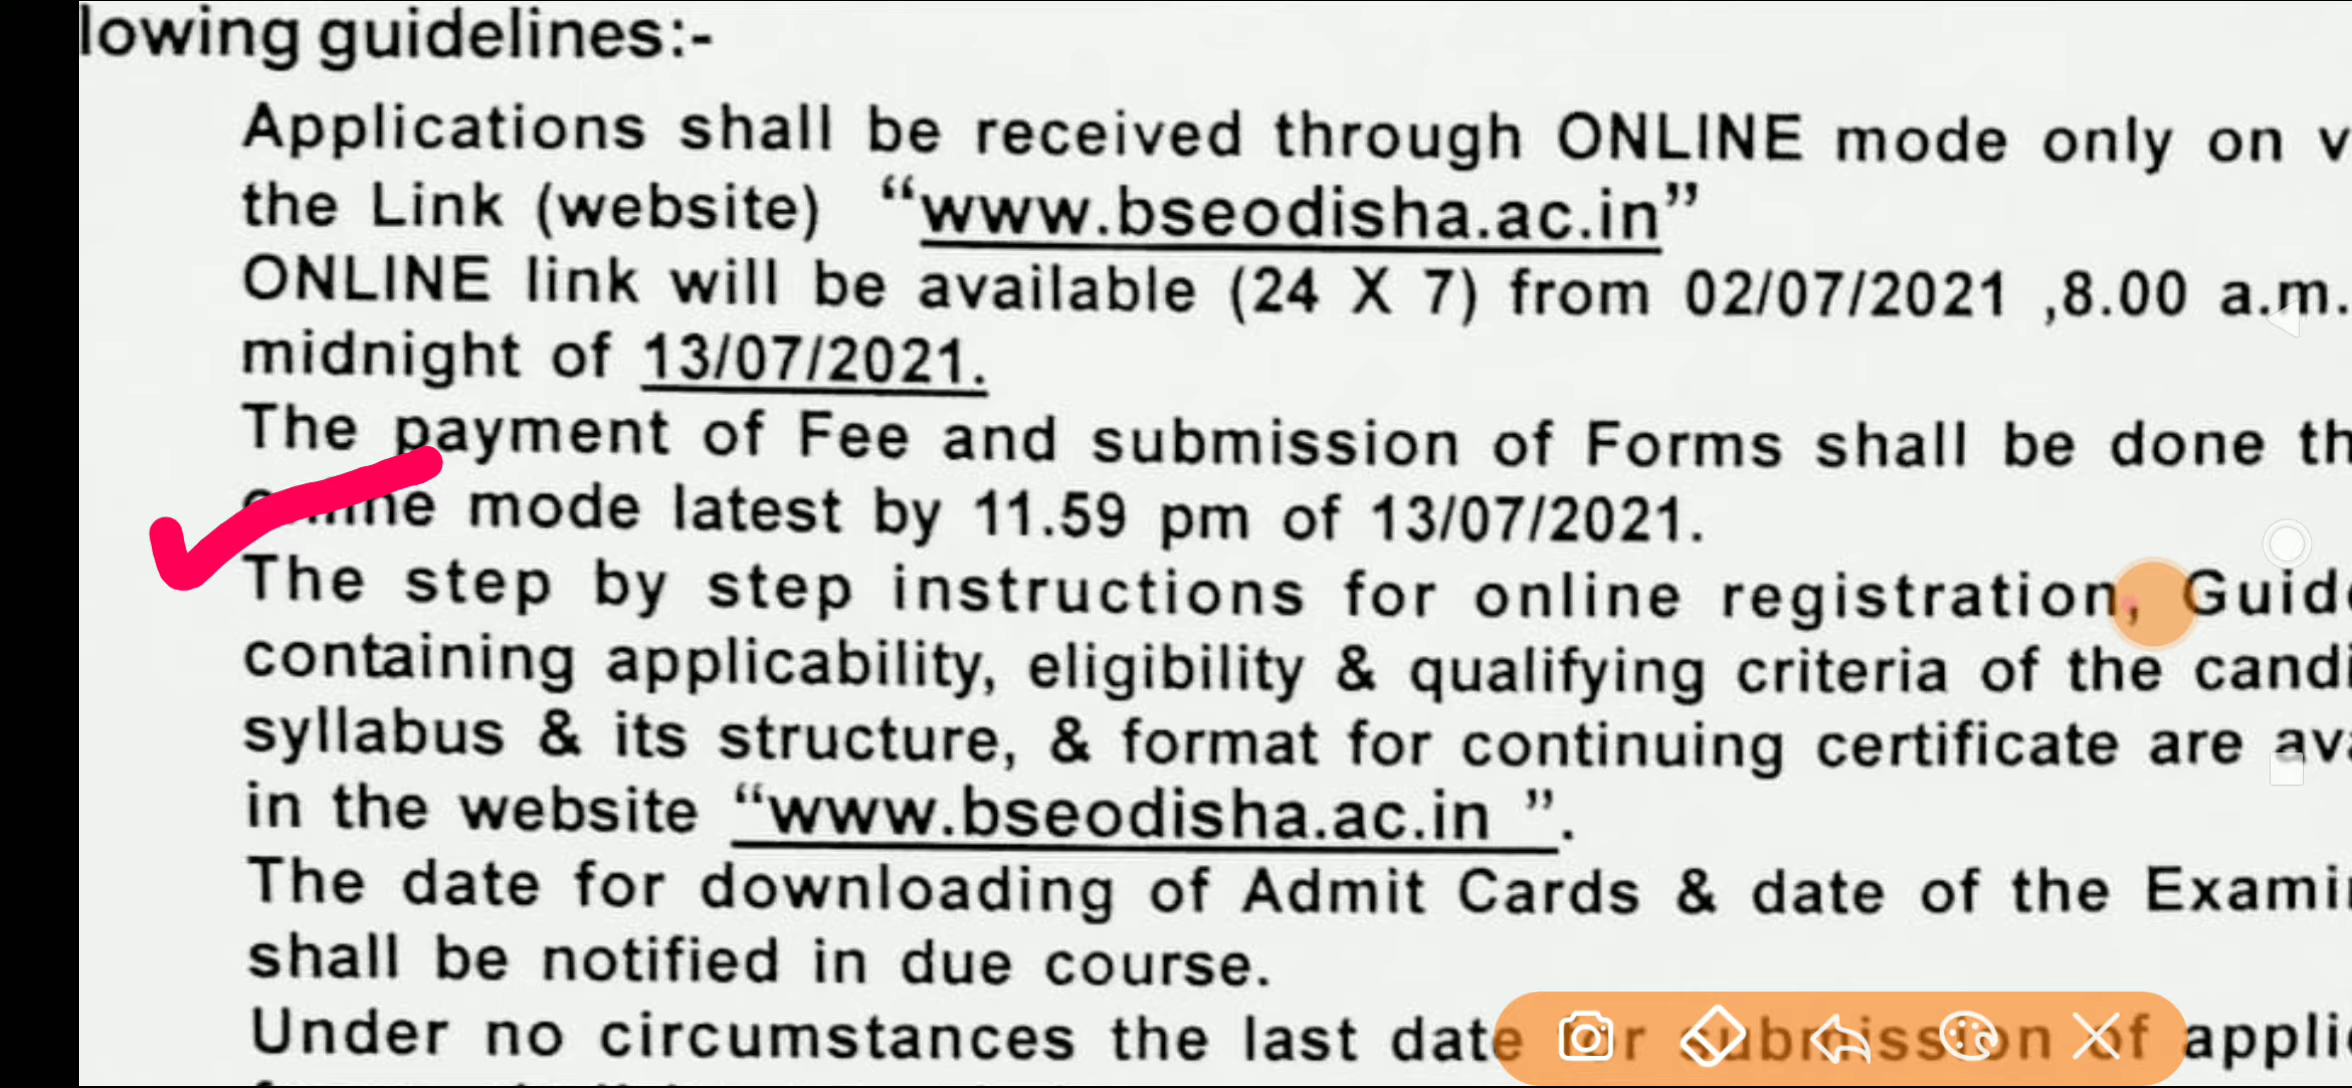 lowing guidelines:-
Applications shall be received through ONLINE mode only on
the Link (website) “www.bseodisha.ac.in”
ONLINE link will be available (24 X 7) from 02/07/2021 ,8.00 a.m.
midnight of 13/07/2021.
The payment of Fee and submission of Forms shall be done
mode latest by 11.59 pm of 13/07/2021.
The step by step instructions for online registration,
containing applicability, eligibility & qualifying criteria of the
syllabus & its structure, & format for continuing certificate are
in the website “www.bseodisha.ac.in ”.
The date for downloading of Admit Cards & date of the
shall be notified in due course.
Under no circumstances the last date for submission of